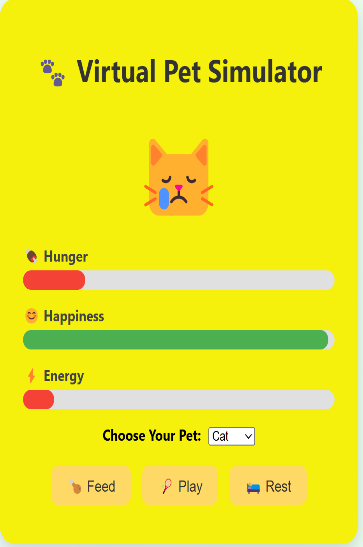 Virtual Pet Simulator
Hunger
Happiness
Energy
Choose Your Pet: Cat
Feed Play Rest